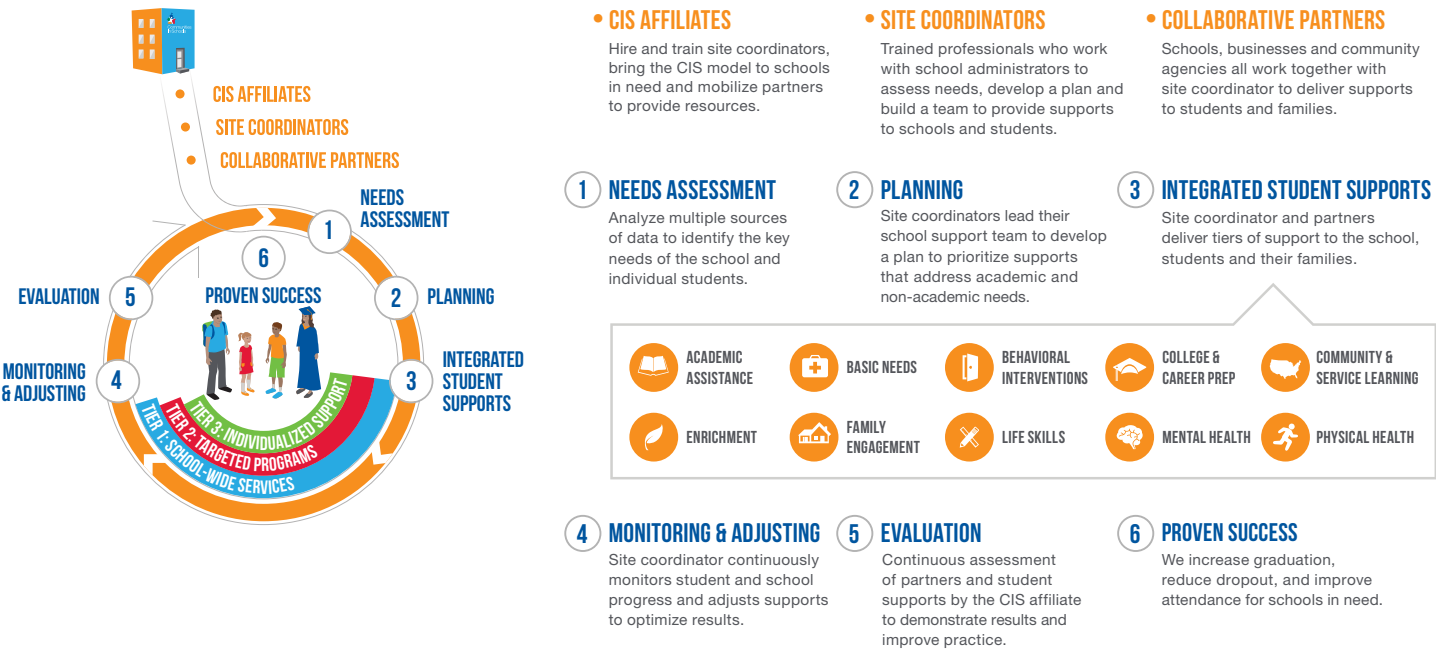 Communities
In Schools
• CIS AFFILIATES
• SITE COORDINATORS
• COLLABORATIVE PARTNERS
1
NEEDS
ASSESSMENT
2
PLANNING
3
INTEGRATED
STUDENT
SUPPORTS
4
MONITORING
& ADJUSTING
5
EVALUATION
6
PROVEN SUCCESS
TIER 3: INDIVIDUALIZED SUPPORT
TIER 2: TARGETED PROGRAMS
TIER 1: SCHOOL-WIDE SERVICES
• CIS AFFILIATES
Hire and train site coordinators,
bring the CIS model to schools
in need and mobilize partners
to provide resources.
• SITE COORDINATORS
Trained professionals who work
with school administrators to
assess needs, develop a plan and
build a team to provide supports
to schools and students.
• COLLABORATIVE PARTNERS
Schools, businesses and community
agencies all work together with
site coordinator to deliver supports
to students and families.
1 NEEDS ASSESSMENT
Analyze multiple sources
of data to identify the key
needs of the school and
individual students.
2 PLANNING
Site coordinators lead their
school support team to develop
a plan to prioritize supports
that address academic and
non-academic needs.
3 INTEGRATED STUDENT SUPPORTS
Site coordinator and partners
deliver tiers of support to the school,
students and their families.
ACADEMIC
ASSISTANCE
BASIC NEEDS
BEHAVIORAL
INTERVENTIONS
COLLEGE &
CAREER PREP
COMMUNITY &
SERVICE LEARNING
ENRICHMENT
FAMILY
ENGAGEMENT
LIFE SKILLS
MENTAL HEALTH
PHYSICAL HEALTH
4 MONITORING & ADJUSTING
Site coordinator continuously
monitors student and school
progress and adjusts supports
to optimize results.
5 EVALUATION
Continuous assessment
of partners and student
supports by the CIS affiliate
to demonstrate results and
improve practice.
6 PROVEN SUCCESS
We increase graduation,
reduce dropout, and improve
attendance for schools in need.